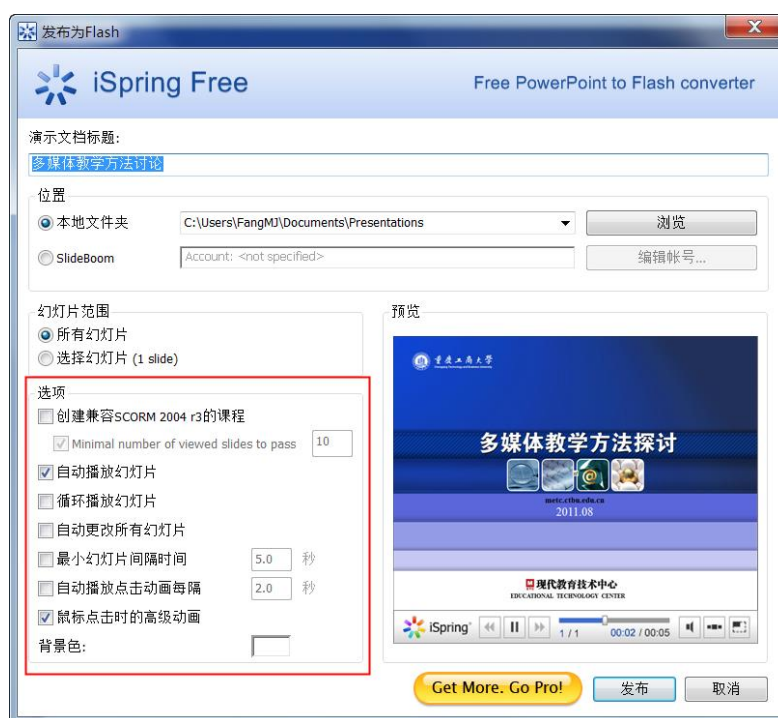 发布为Flash
iSpring Free
Free PowerPoint to Flash converter
演示文档标题:
多媒体教学方法讨论
位置
本地文件夹 C:\Users\FangMJ\Documents\Presentations 浏览
SlideBoom Account: <not specified> 编辑帐号...
幻灯片范围
所有幻灯片
选择幻灯片 (1 slide)
选项
创建兼容SCORM 2004 r3的课程
Minimal number of viewed slides to pass 10
自动播放幻灯片
循环播放幻灯片
自动更改所有幻灯片
最小幻灯片间隔时间 5.0 秒
自动播放点击动画每隔 2.0 秒
鼠标点击时的高级动画
背景色:
预览
重庆工商大学
多媒体教学方法探讨
metc.ctbu.edu.cn
2011.08
现代教育技术中心
EDUCATIONAL TECHNOLOGY CENTER
iSpring 1 / 1 00:02 / 00:05
Get More. Go Pro! 发布 取消